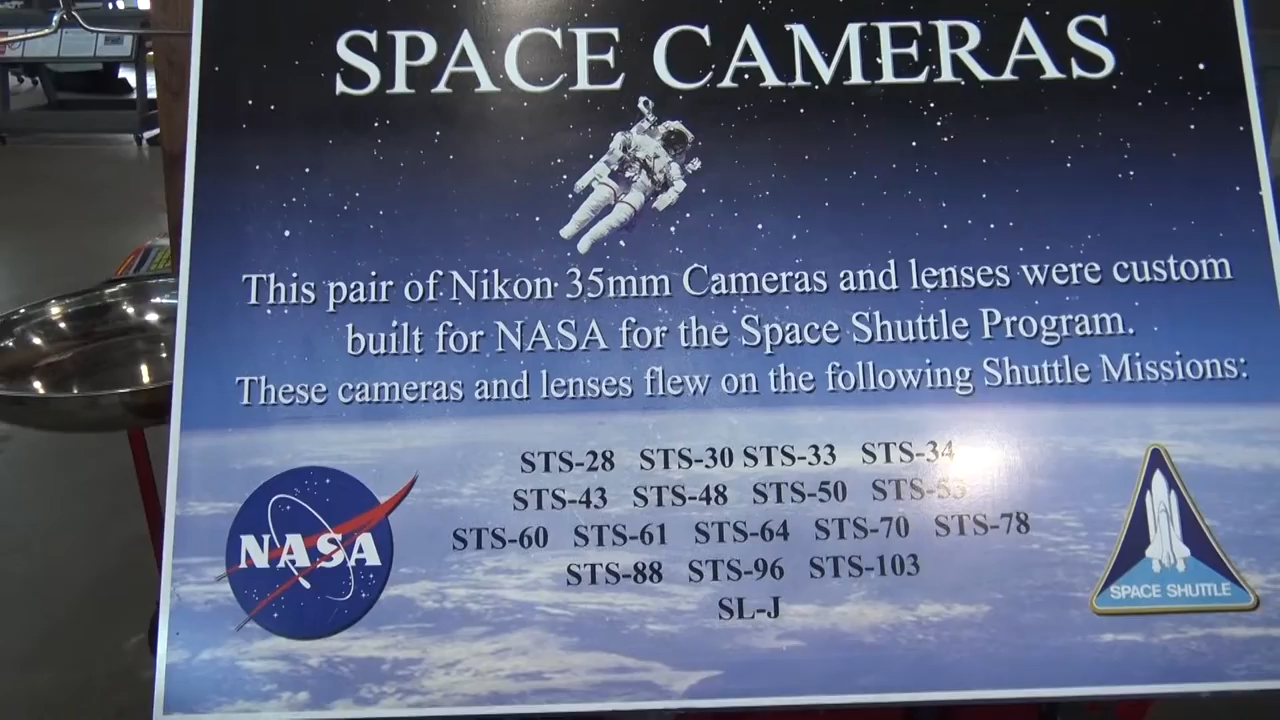 SPACE CAMERAS
This pair of Nikon 35mm Cameras and lenses were custom
built for NASA for the Space Shuttle Program.
These cameras and lenses flew on the following Shuttle Missions:
STS-28 STS-30 STS-33 STS-34
STS-43 STS-48 STS-50 STS-53
STS-60 STS-61 STS-64 STS-70 STS-78
STS-88 STS-96 STS-103
SL-J
NASA
SPACE SHUTTLE